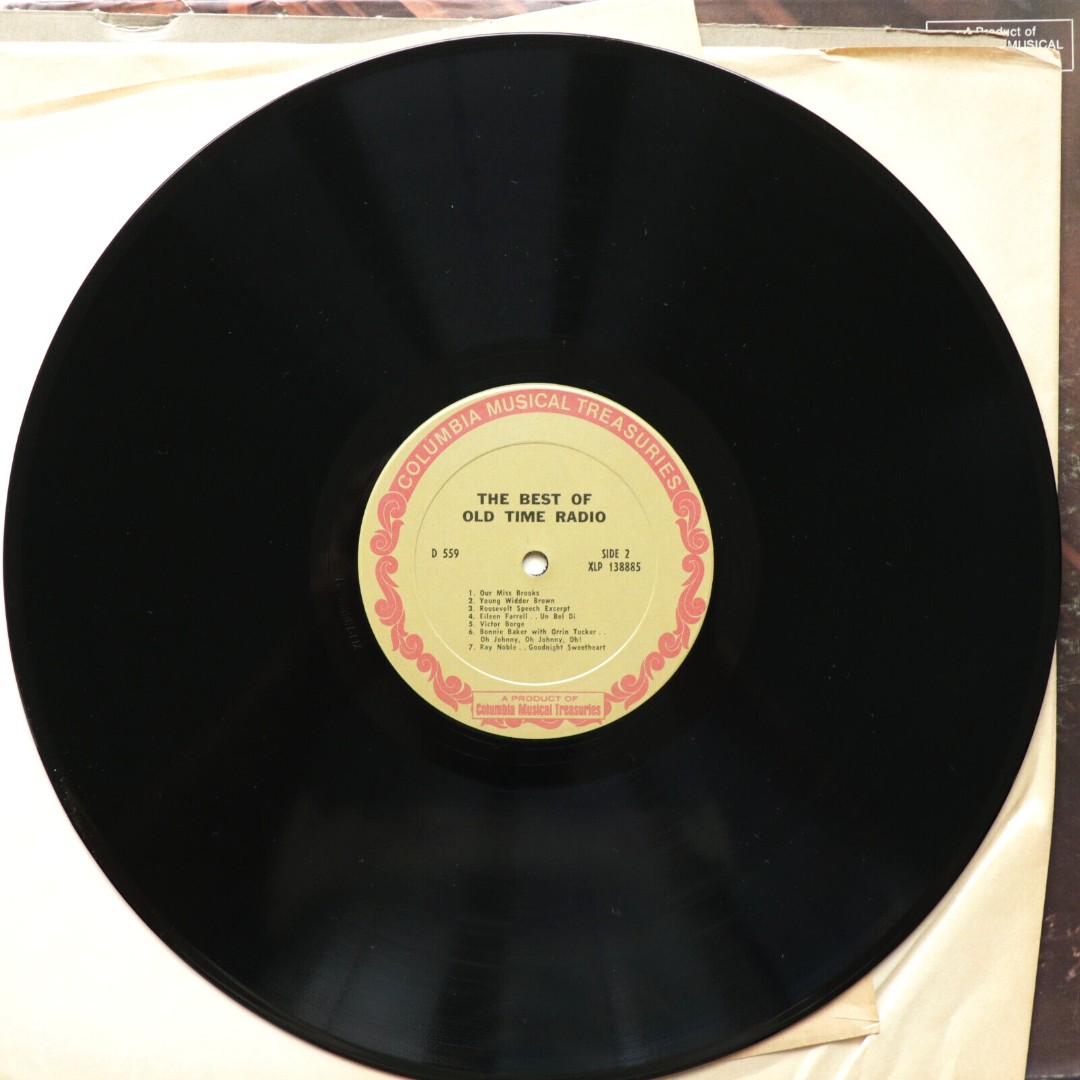 A Product of
MUSICAL
COLUMBIA MUSICAL TREASURIES
THE BEST OF
OLD TIME RADIO
D 559
SIDE 2
XLP 138885
1. Our Miss Brooks
2. Young Widder Brown
3. Roosevelt Speech Excerpt
4. Eileen Farrell . . Un Bel Di
5. Victor Borge
6. Bonnie Baker with Orrin Tucker . .
Oh Johnny, Oh Johnny, Oh!
7. Ray Noble . . Goodnight Sweetheart
A PRODUCT OF
Columbia Musical Treasuries